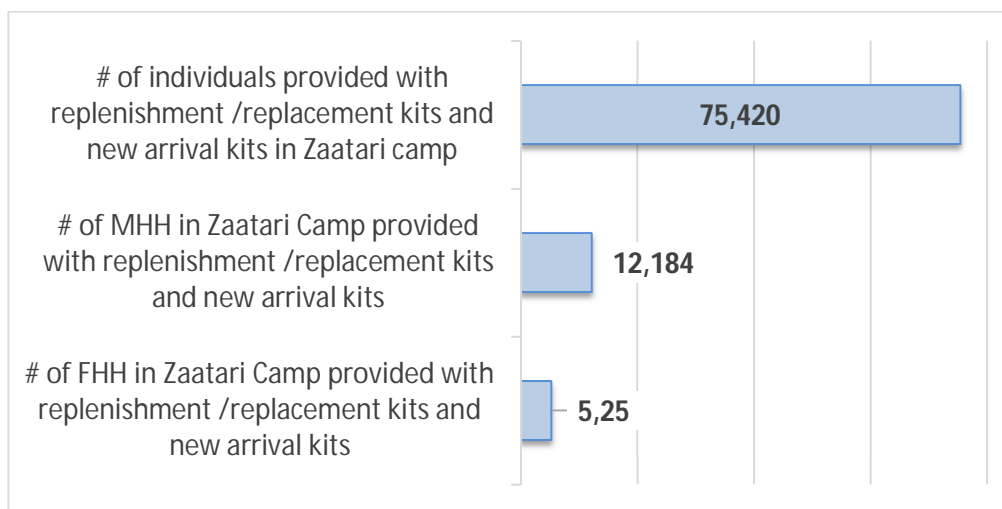 # of individuals provided with
replenishment /replacement kits and
new arrival kits in Zaatari camp
75,420
# of MHH in Zaatari Camp provided
with replenishment /replacement kits
and new arrival kits
12,184
# of FHH in Zaatari Camp provided with
replenishment /replacement kits and
new arrival kits
5,25